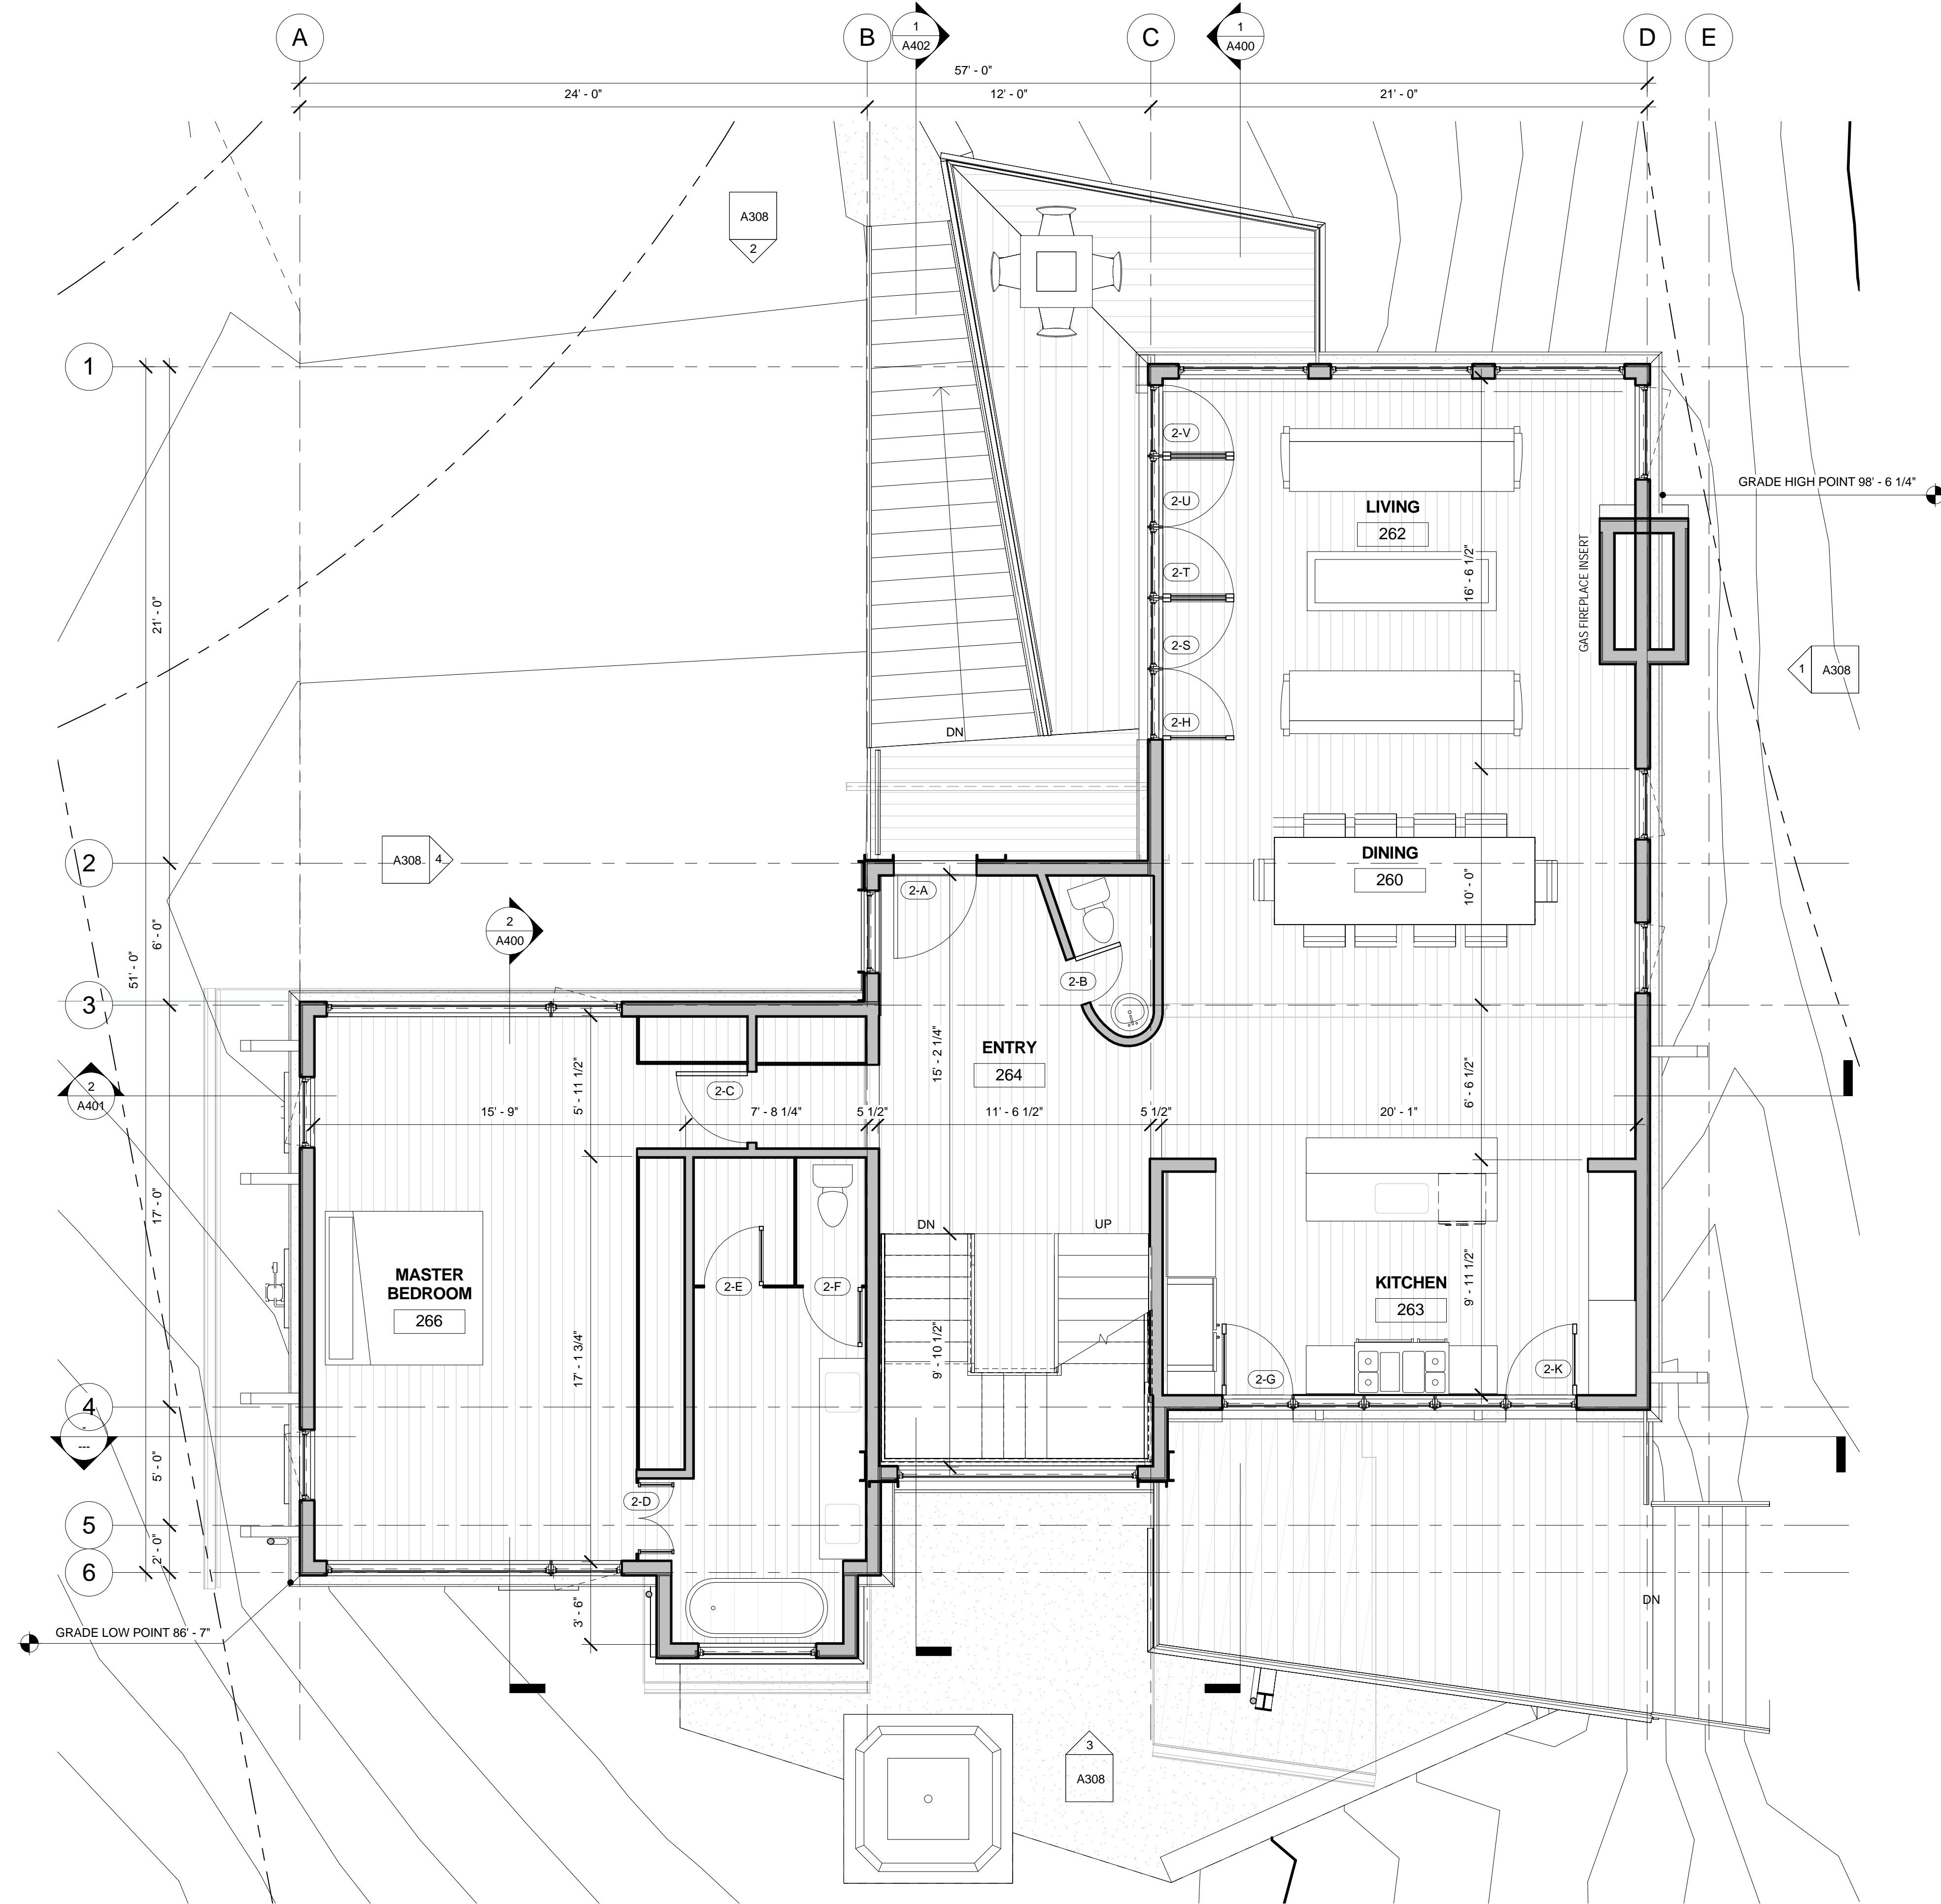 A
B
1
A402
C
1
A400
D
E
57' - 0"
24' - 0"
12' - 0"
21' - 0"
A308
2
1
2-V
GRADE HIGH POINT 98' - 6 1/4"
2-U
LIVING
262
GAS FIREPLACE INSERT
16' - 6 1/2"
2-T
21' - 0"
2-S
1
A308
2-H
DN
DINING
260
2
A308
4
2-A
10' - 0"
2
A400
6' - 0"
51' - 0"
2-B
3
ENTRY
264
15' - 2 1/4"
2
A401
2-C
5' - 11 1/2"
6' - 6 1/2"
15' - 9"
7' - 8 1/4"
5 1/2"
11' - 6 1/2"
5 1/2"
20' - 1"
17' - 0"
DN
UP
MASTER
BEDROOM
266
2-E
2-F
KITCHEN
263
9' - 11 1/2"
17' - 1 3/4"
9' - 10 1/2"
2-G
2-K
4
-
---
5' - 0"
2-D
5
2' - 0"
6
3' - 6"
DN
GRADE LOW POINT 86' - 7"
3
A308